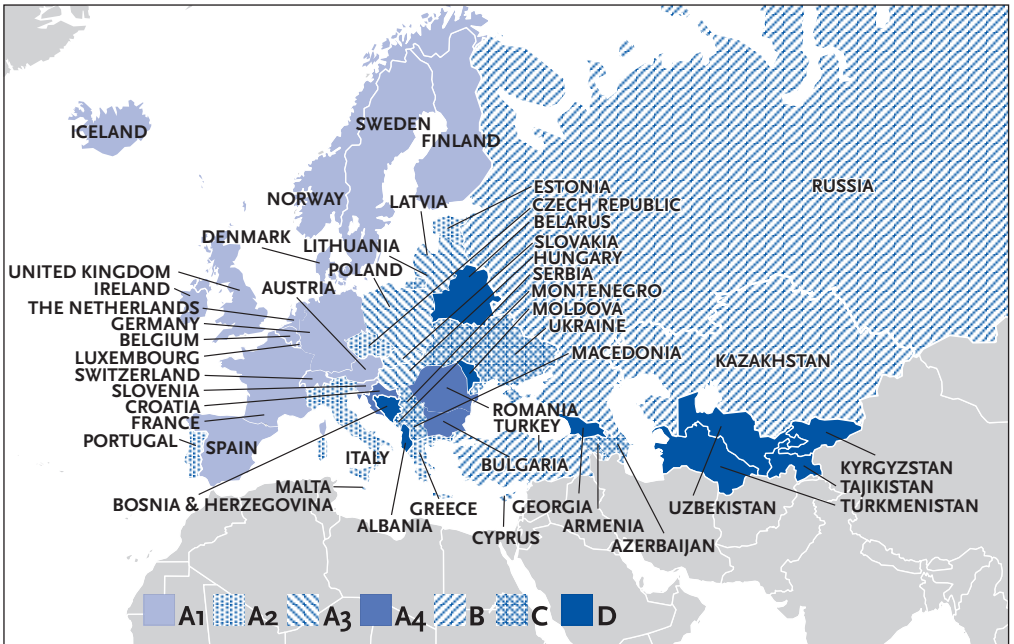 ICELAND
SWEDEN
FINLAND
NORWAY
LATVIA
ESTONIA
CZECH REPUBLIC
BELARUS
RUSSIA
DENMARK
LITHUANIA
SLOVAKIA
HUNGARY
POLAND
SERBIA
UNITED KINGDOM
AUSTRIA
IRELAND
MONTENEGRO
THE NETHERLANDS
MOLDOVA
GERMANY
UKRAINE
BELGIUM
LUXEMBOURG
MACEDONIA
KAZAKHSTAN
SWITZERLAND
SLOVENIA
CROATIA
ROMANIA
FRANCE
TURKEY
PORTUGAL
SPAIN
ITALY
BULGARIA
KYRGYZSTAN
MALTA
TAJIKISTAN
BOSNIA & HERZEGOVINA
GREECE
GEORGIA
UZBEKISTAN
TURKMENISTAN
ALBANIA
ARMENIA
CYPRUS
AZERBAIJAN
A1 A2 A3 A4 B C D